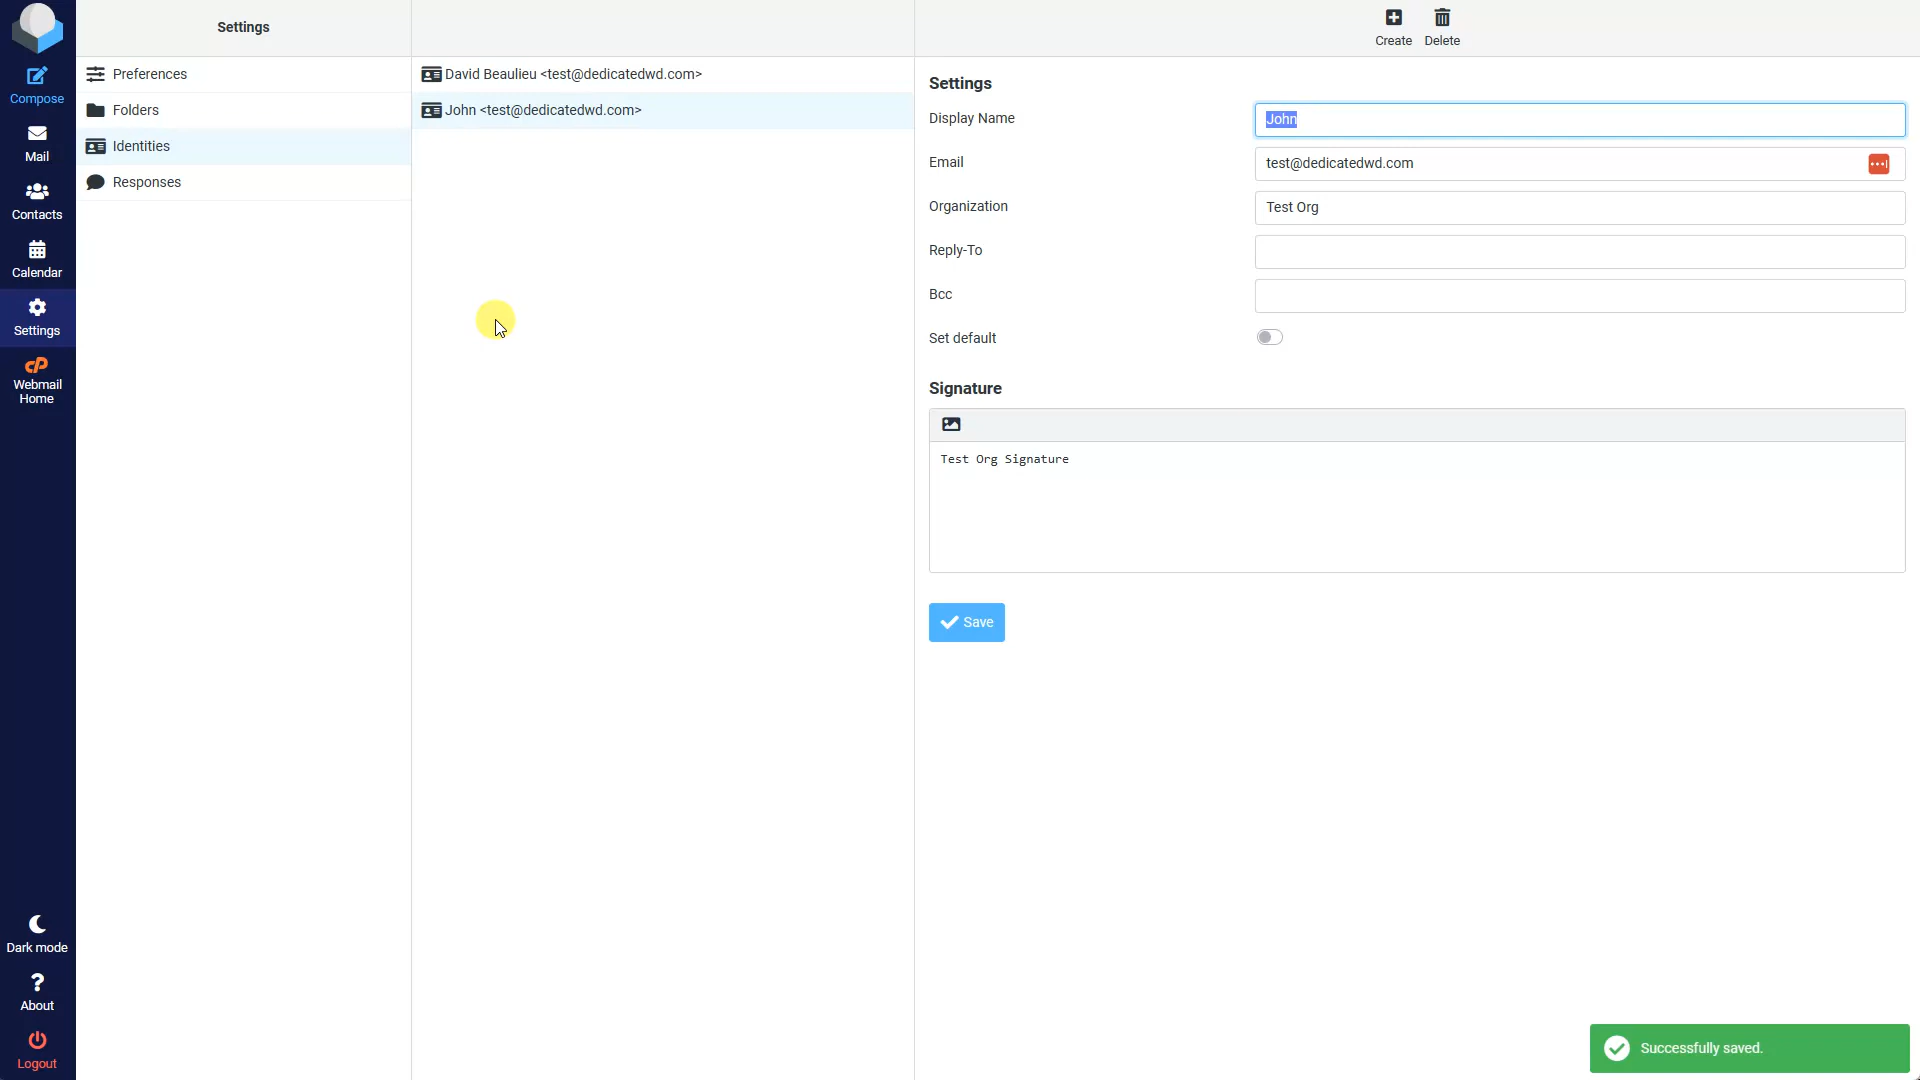 Compose
Mail
Contacts
Calendar
Settings
Webmail
Home
Dark mode
About
Logout
Settings
Preferences
Folders
Identities
Responses
David Beaulieu <test@dedicatedwd.com>
John <test@dedicatedwd.com>
Create
Delete
Settings
Display Name
John
Email
test@dedicatedwd.com
Organization
Test Org
Reply-To
Bcc
Set default
Signature
Test Org Signature
Save
Successfully saved.